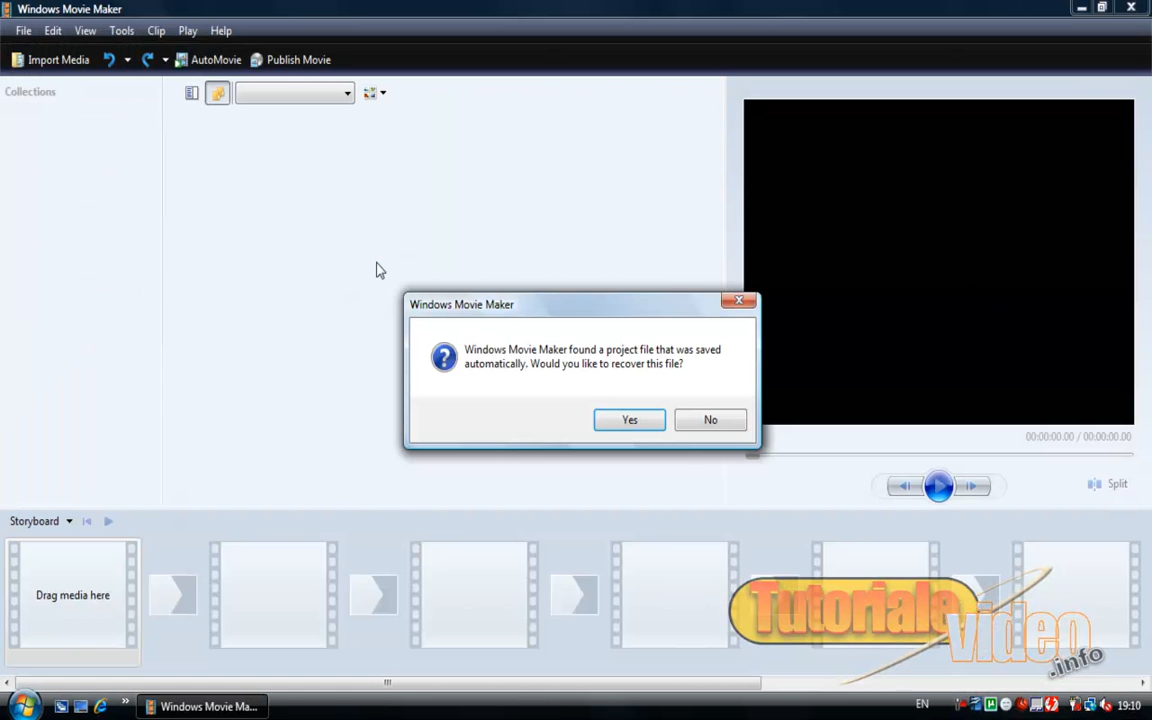 Windows Movie Maker
File Edit View Tools Clip Play Help
Import Media AutoMovie Publish Movie
Collections
Windows Movie Maker
Windows Movie Maker found a project file that was saved
automatically. Would you like to recover this file?
Yes No
00:00:00.00 / 00:00:00.00
Split
Storyboard
Drag media here
Tutoriale
video
.info
Windows Movie Ma...
EN
19:10